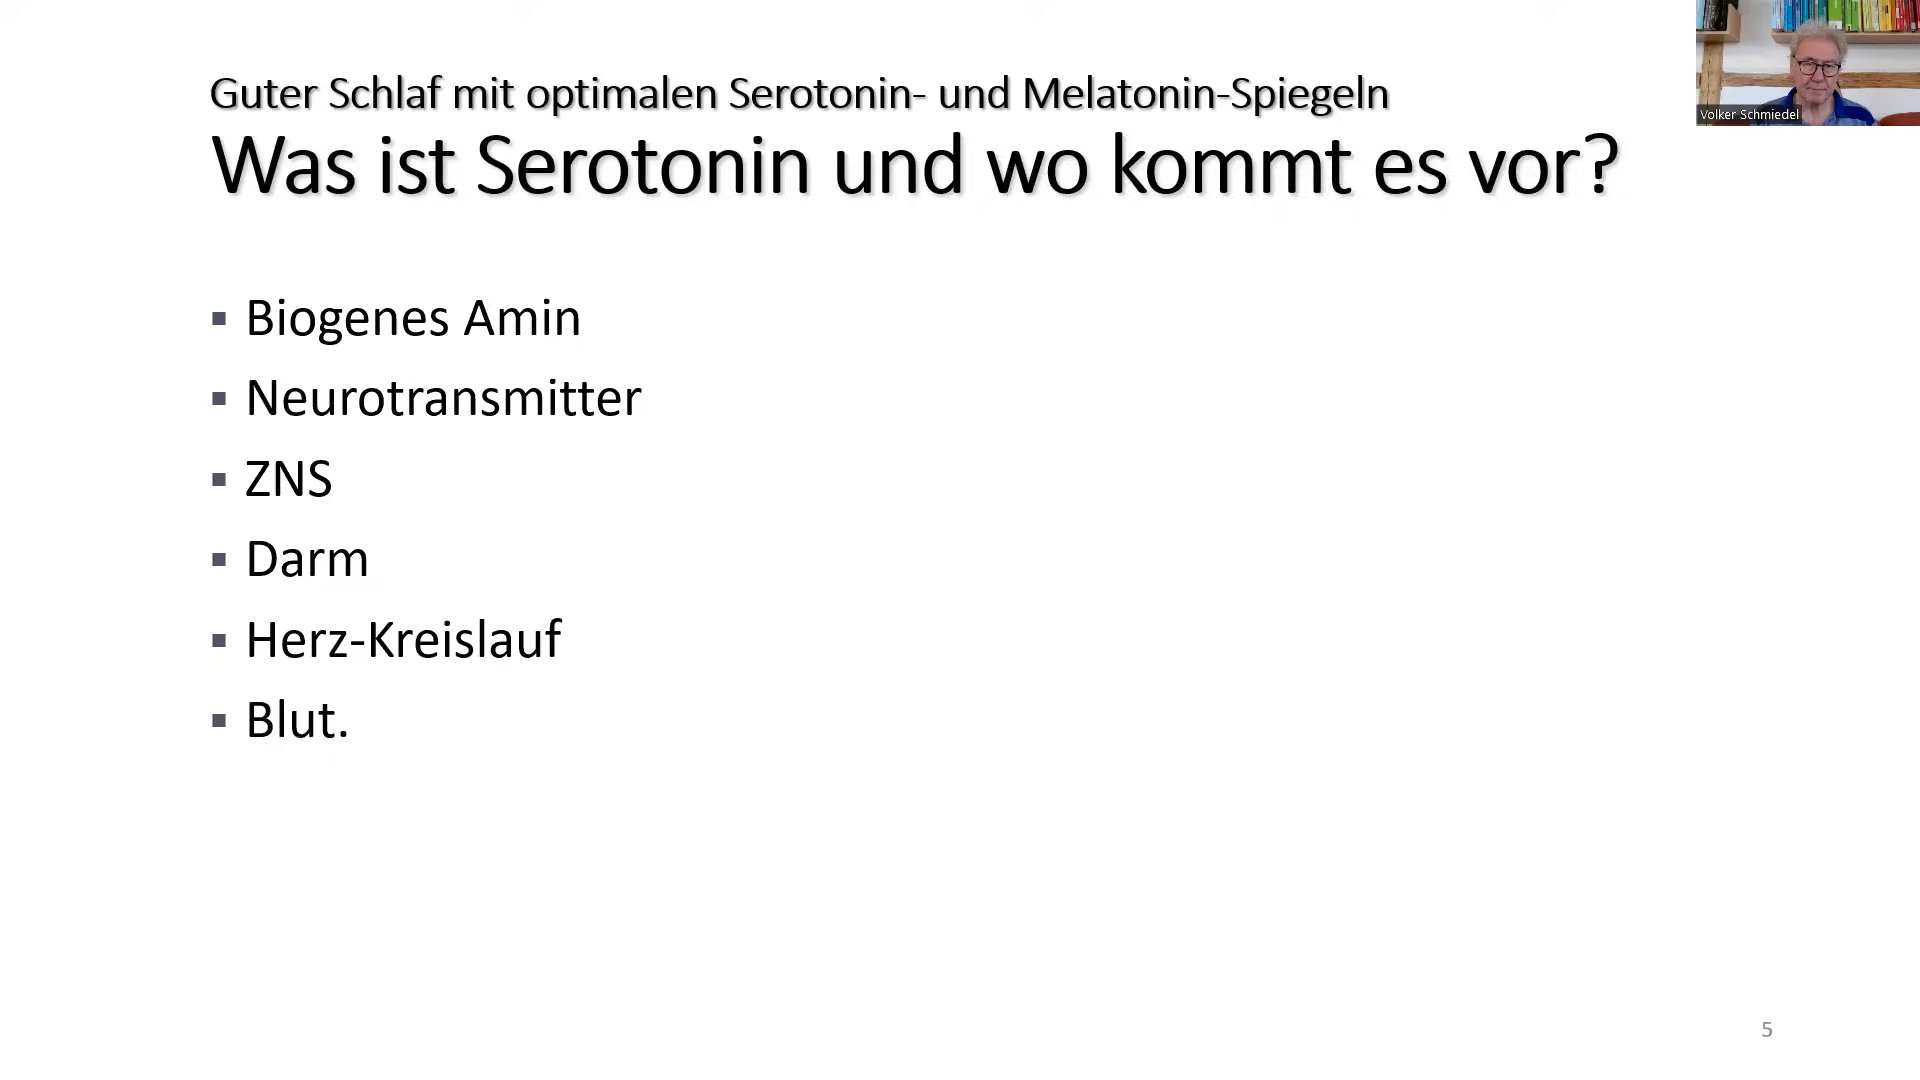 Guter Schlaf mit optimalen Serotonin- und Melatonin-Spiegeln
Was ist Serotonin und wo kommt es vor?
▪ Biogenes Amin
▪ Neurotransmitter
▪ ZNS
▪ Darm
▪ Herz-Kreislauf
▪ Blut.
Volker Schmiedel
5